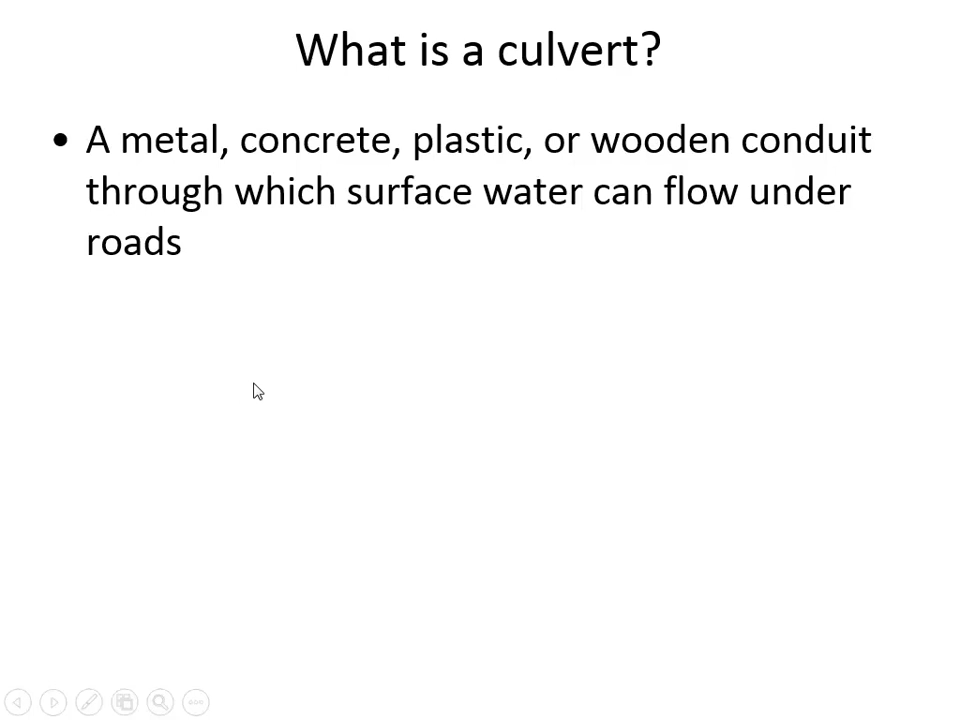 What is a culvert?
• A metal, concrete, plastic, or wooden conduit
through which surface water can flow under
roads